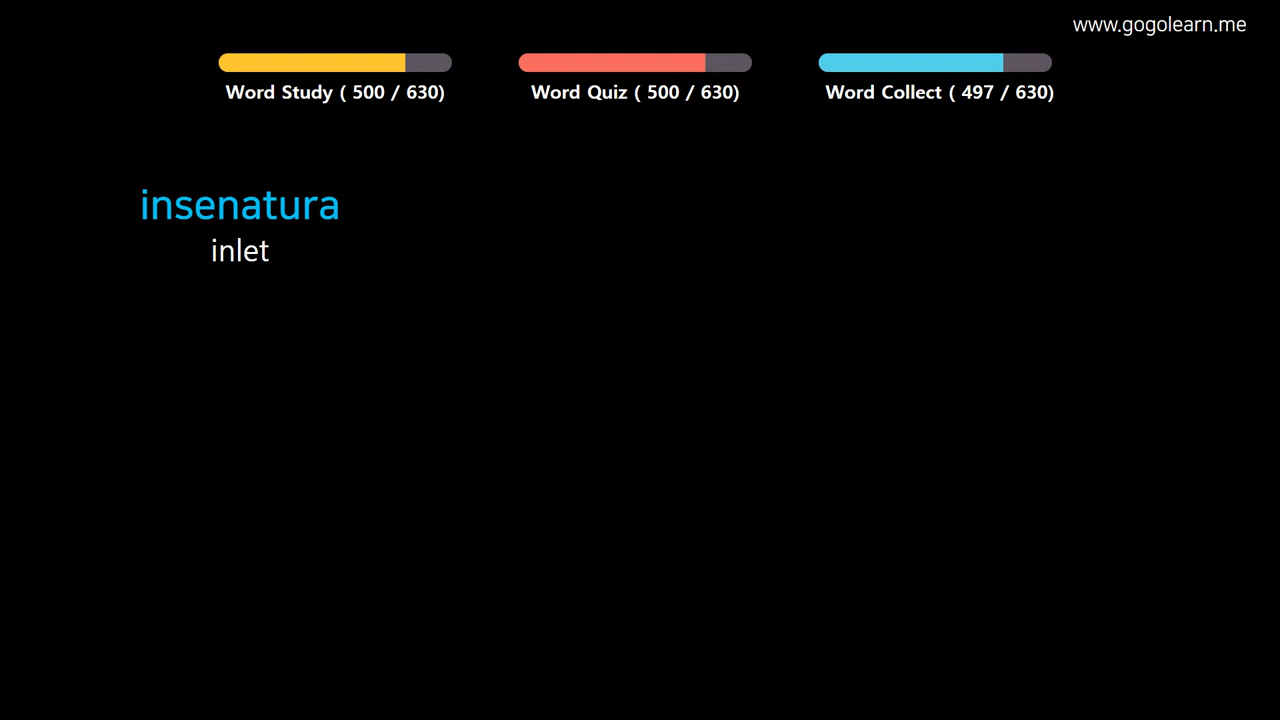 www.gogolearn.me
Word Study ( 500 / 630)
Word Quiz ( 500 / 630)
Word Collect ( 497 / 630)
insenatura
inlet